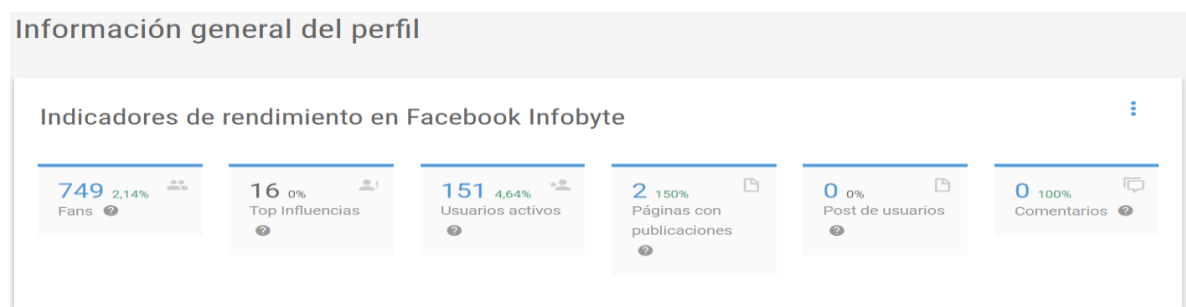 Información general del perfil
Indicadores de rendimiento en Facebook Infobyte
749 2,14%
Fans
16 0%
Top Influencias
151 4,64%
Usuarios activos
2 150%
Páginas con
publicaciones
0 0%
Post de usuarios
0 100%
Comentarios